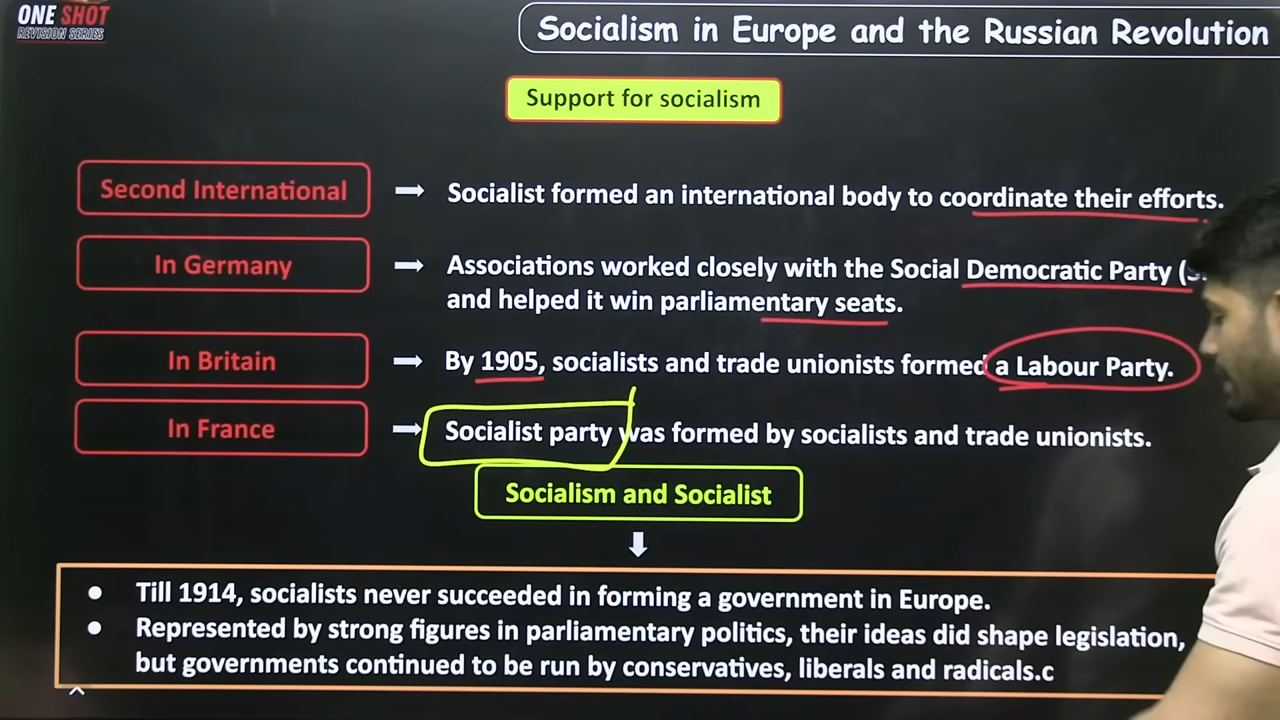 ONE SHOT
REVISION SERIES
Socialism in Europe and the Russian Revolution
Support for socialism
Second International
Socialist formed an international body to coordinate their efforts.
In Germany
Associations worked closely with the Social Democratic Party (
and helped it win parliamentary seats.
In Britain
By 1905, socialists and trade unionists formed a Labour Party.
In France
Socialist party was formed by socialists and trade unionists.
Socialism and Socialist
● Till 1914, socialists never succeeded in forming a government in Europe.
● Represented by strong figures in parliamentary politics, their ideas did shape legislation,
but governments continued to be run by conservatives, liberals and radicals.c